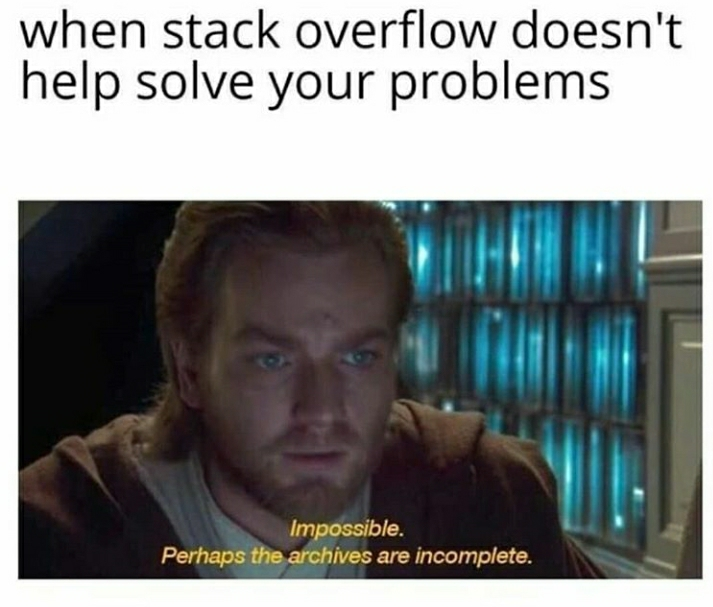 when stack overflow doesn't
help solve your problems
Impossible.
Perhaps the archives are incomplete.